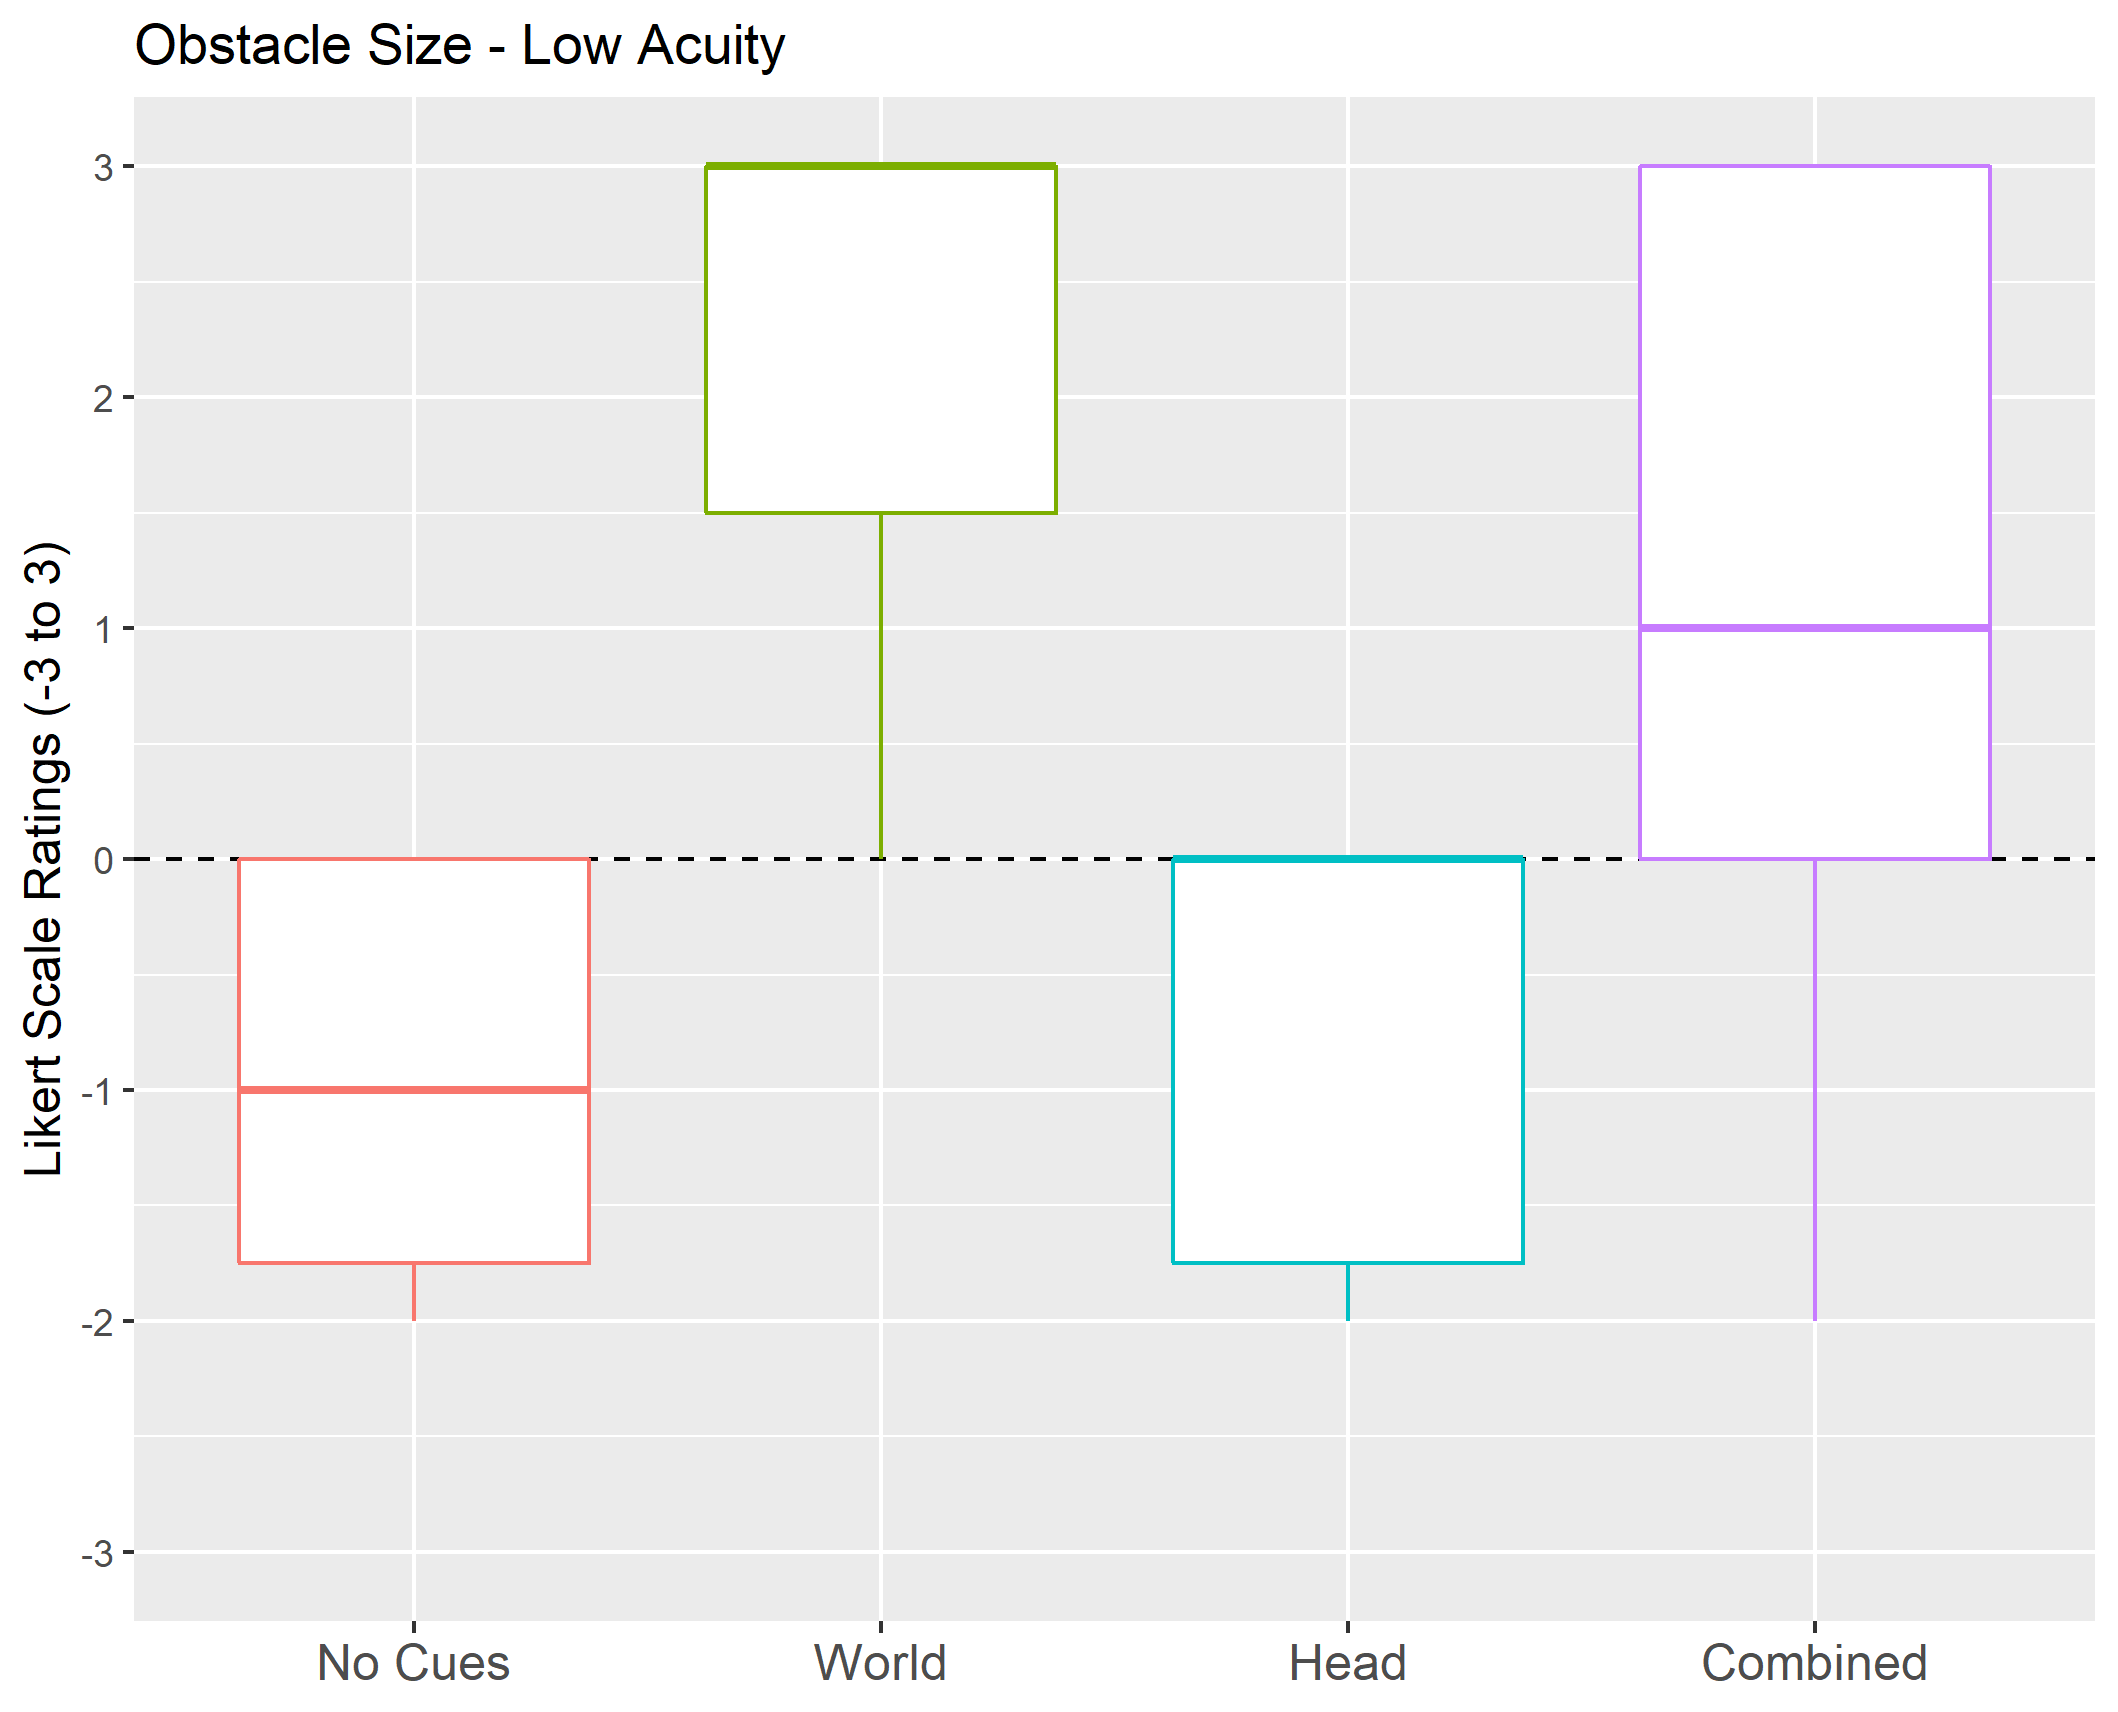 Obstacle Size - Low Acuity
Likert Scale Ratings (-3 to 3)
3
2
1
0
-1
-2
-3
No Cues World Head Combined